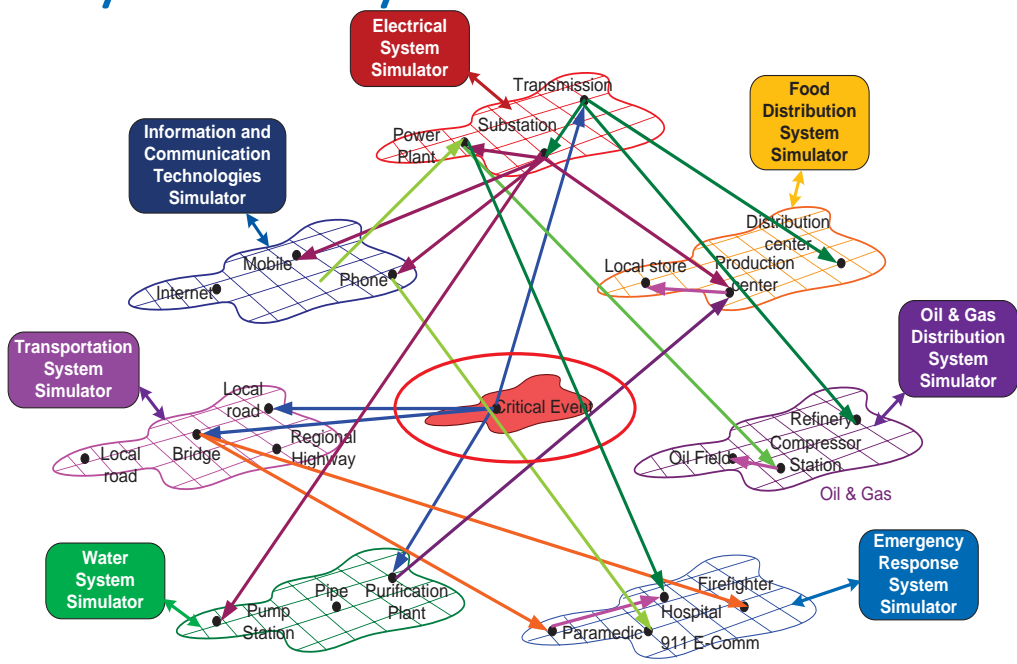 Electrical
System
Simulator
Transmission
Substation
Power
Plant
Food
Distribution
System
Simulator
Information and
Communication
Technologies
Simulator
Mobile
Internet
Phone
Distribution
center
Local store
Production
center
Oil & Gas
Distribution
System
Simulator
Transportation
System
Simulator
Local
road
Bridge
Regional
Highway
Local
road
Critical Event
Refinery
Compressor
Station
Oil Field
Oil & Gas
Water
System
Simulator
Pump
Station
Pipe
Purification
Plant
Emergency
Response
System
Simulator
Firefighter
Hospital
Paramedic
911 E-Comm